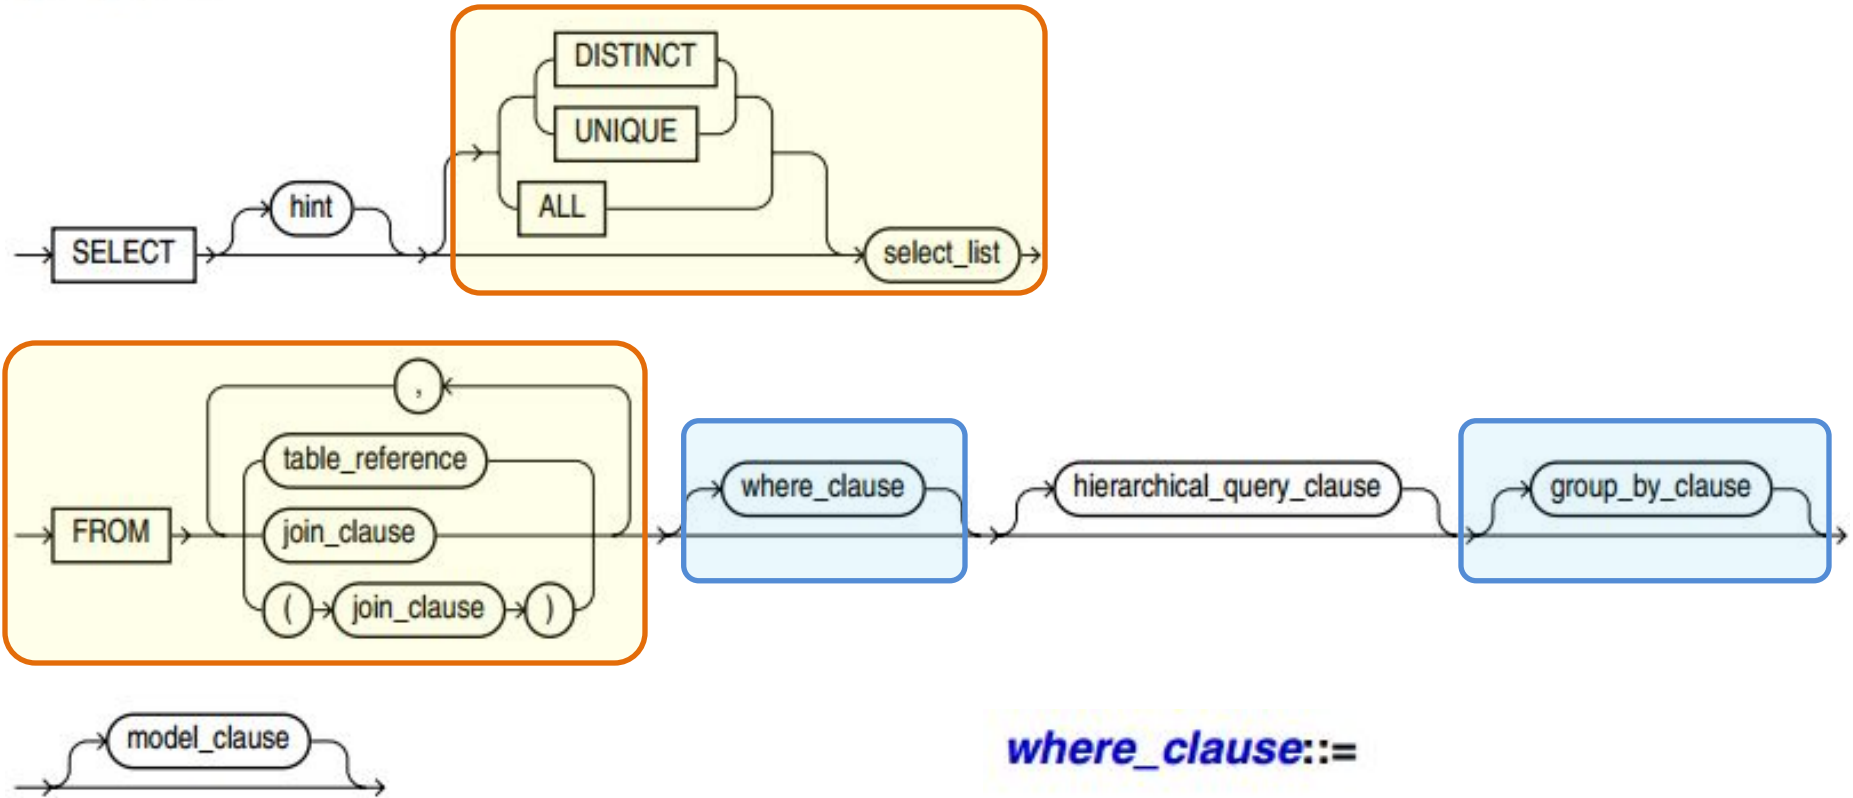 DISTINCT
UNIQUE
ALL
hint
SELECT
select_list
,
table_reference
FROM
join_clause
( join_clause )
where_clause
hierarchical_query_clause
group_by_clause
model_clause
where_clause::=